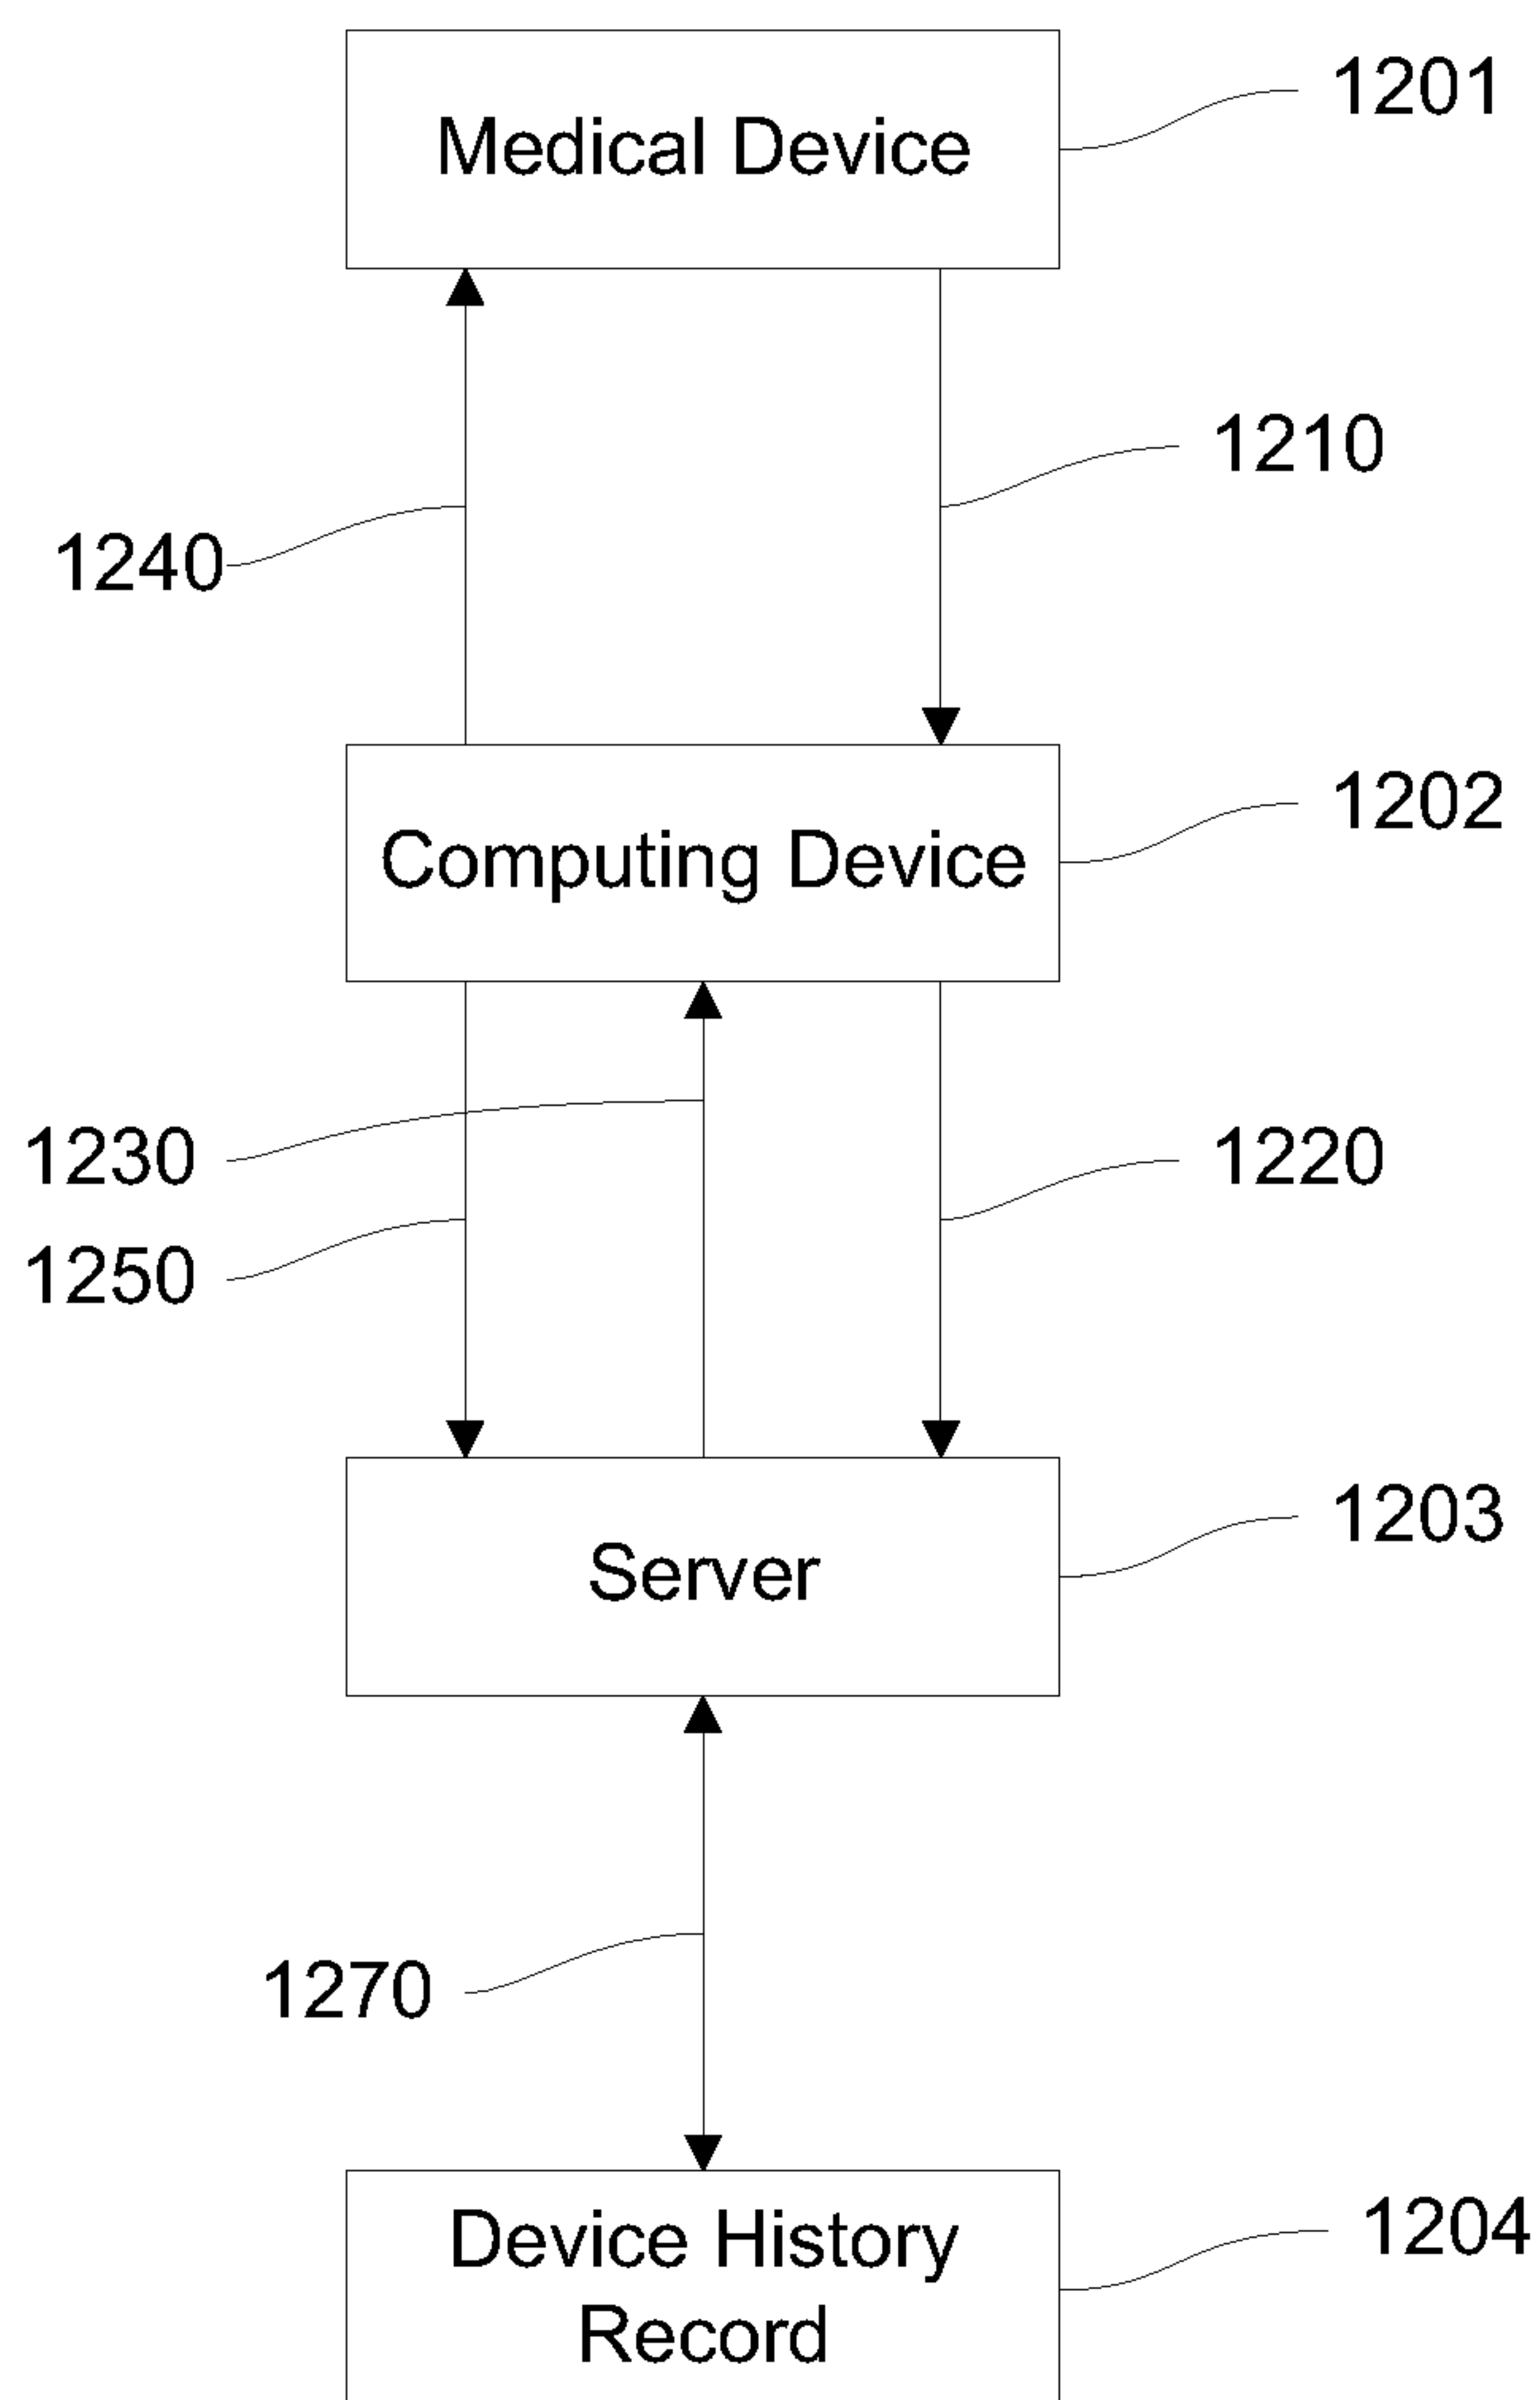 1201
Medical Device
1210
1240
1202
Computing Device
1230
1220
1250
1203
Server
1270
1204
Device History
Record